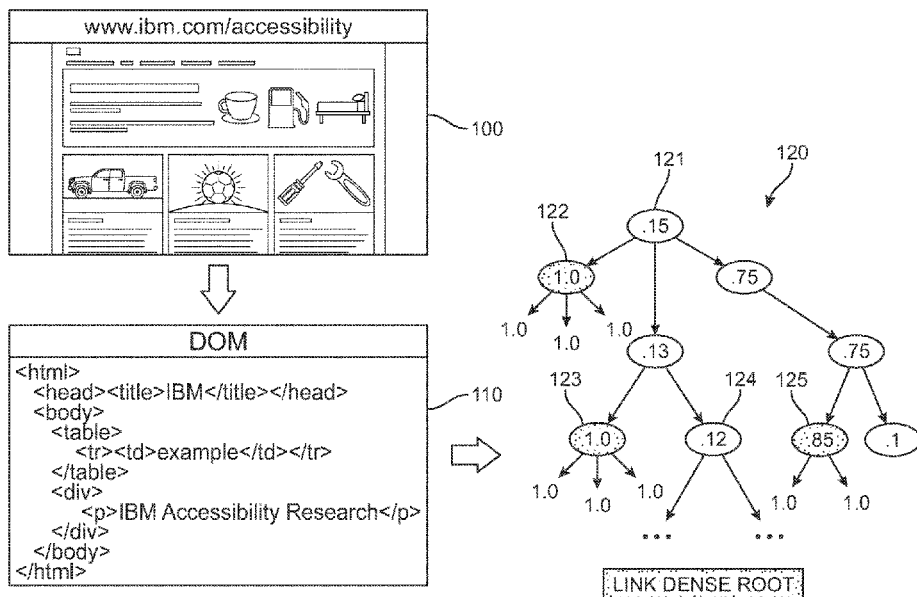 www.ibm.com/accessibility
100
DOM
<html>
<head><title>IBM</title></head>
<body>
<table>
<tr><td>example</td></tr>
</table>
<div>
<p>IBM Accessibility Research</p>
</div>
</body>
</html>
110
120
121
.15
122
1.0
.75
1.0
1.0
1.0
.13
.75
123
124
125
1.0
.12
.85
.1
1.0
1.0
1.0
1.0
1.0
...
...
LINK DENSE ROOT